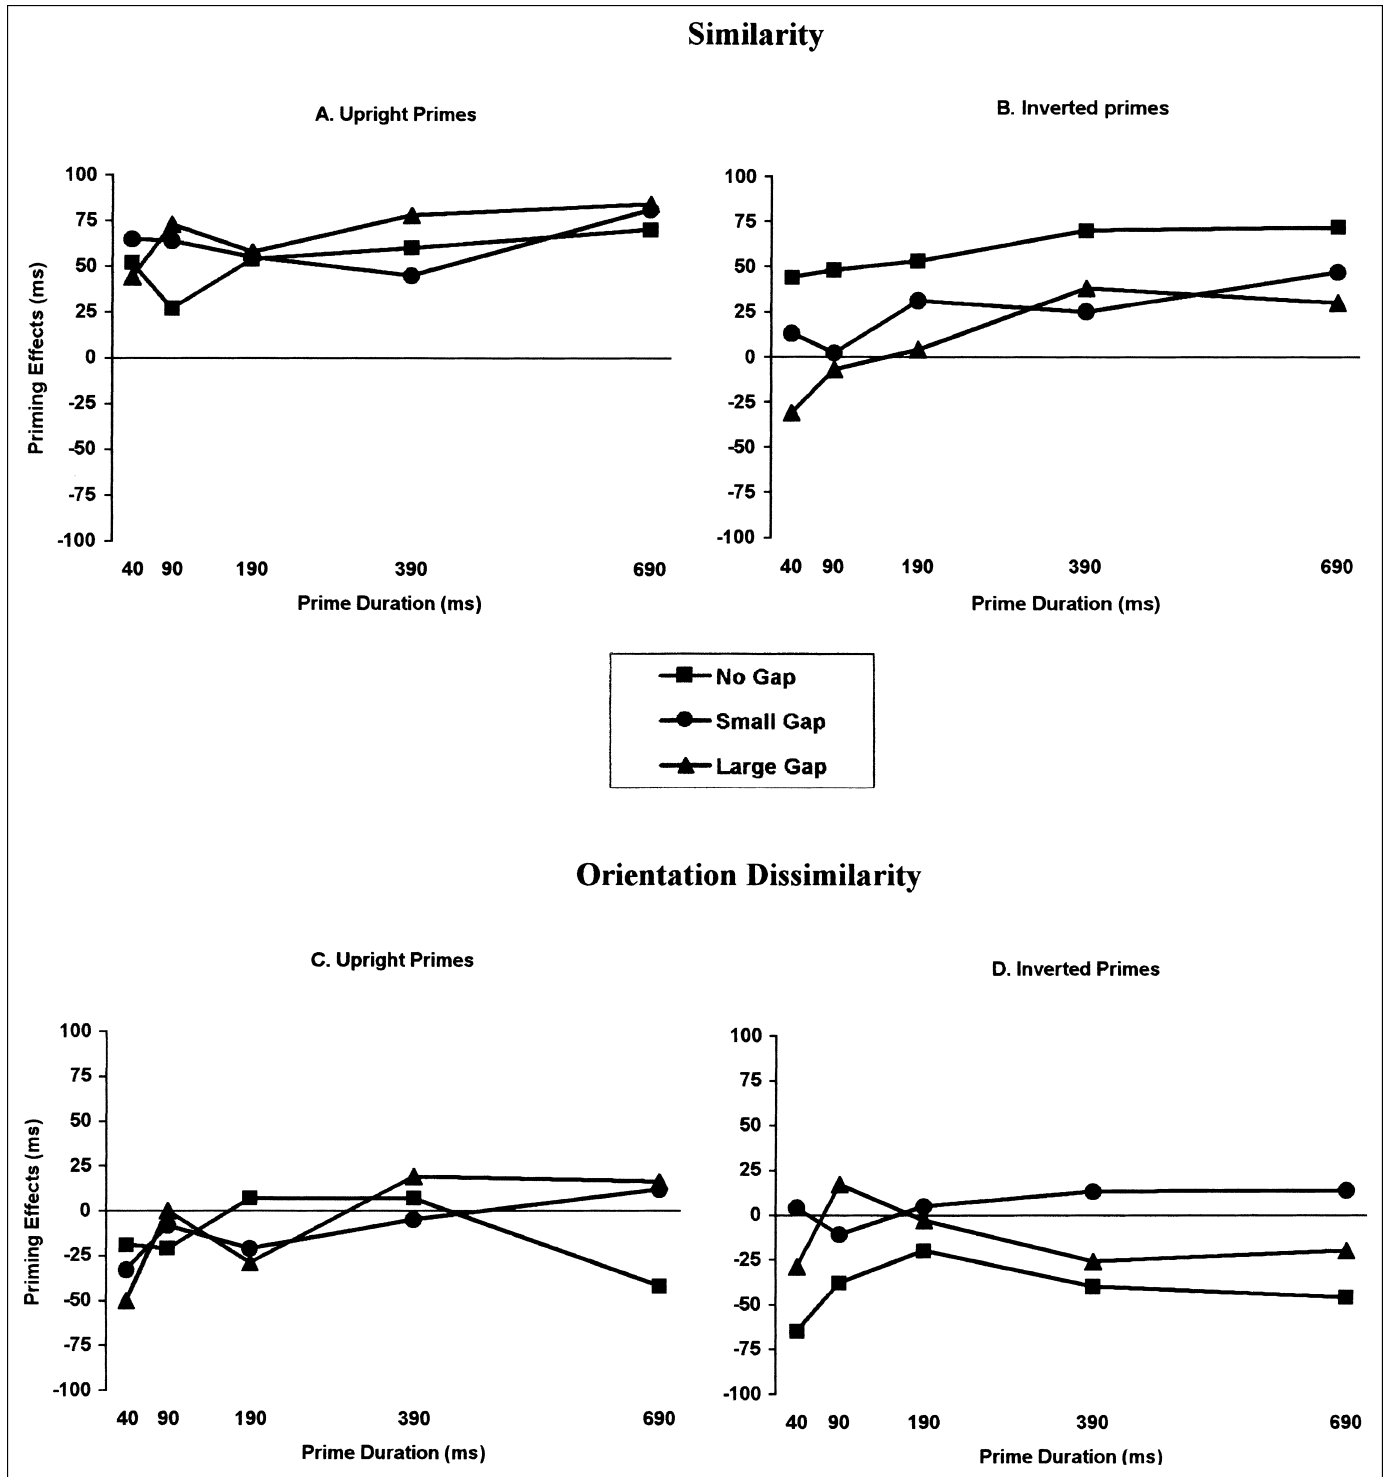 Similarity
A. Upright Primes
100
75
50
25
0
-25
-50
-75
-100
Priming Effects (ms)
40 90 190 390 690
Prime Duration (ms)
B. Inverted primes
100
75
50
25
0
-25
-50
-75
-100
40 90 190 390 690
Prime Duration (ms)
No Gap
Small Gap
Large Gap
Orientation Dissimilarity
C. Upright Primes
100
75
50
25
0
-25
-50
-75
-100
Priming Effects (ms)
40 90 190 390 690
Prime Duration (ms)
D. Inverted Primes
100
75
50
25
0
-25
-50
-75
-100
40 90 190 390 690
Prime Duration (ms)